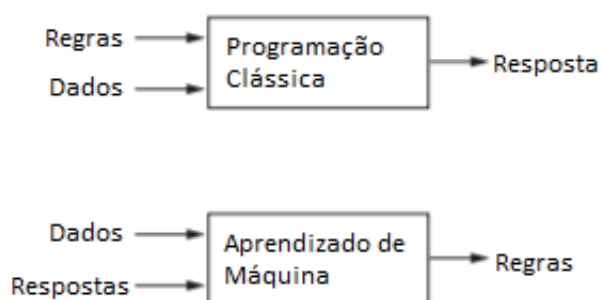 Regras
Programação
Clássica
Dados
Resposta
Dados
Aprendizado de
Máquina
Respostas
Regras